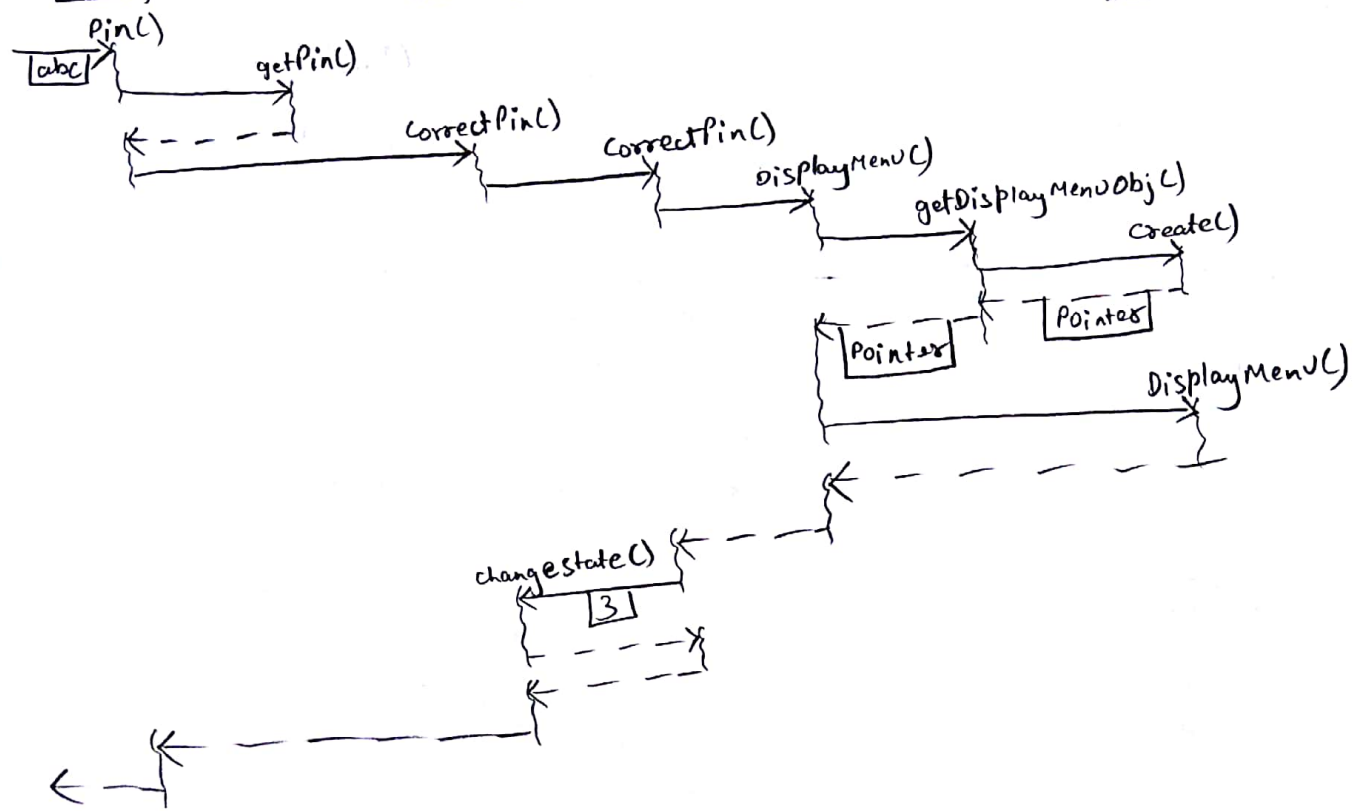 Pin()
abc
getPin()
CorrectPin()
CorrectPin()
DisplayMenu()
getDisplayMenuObj()
Create()
Pointer
Pointer
DisplayMenu()
changestate()
3